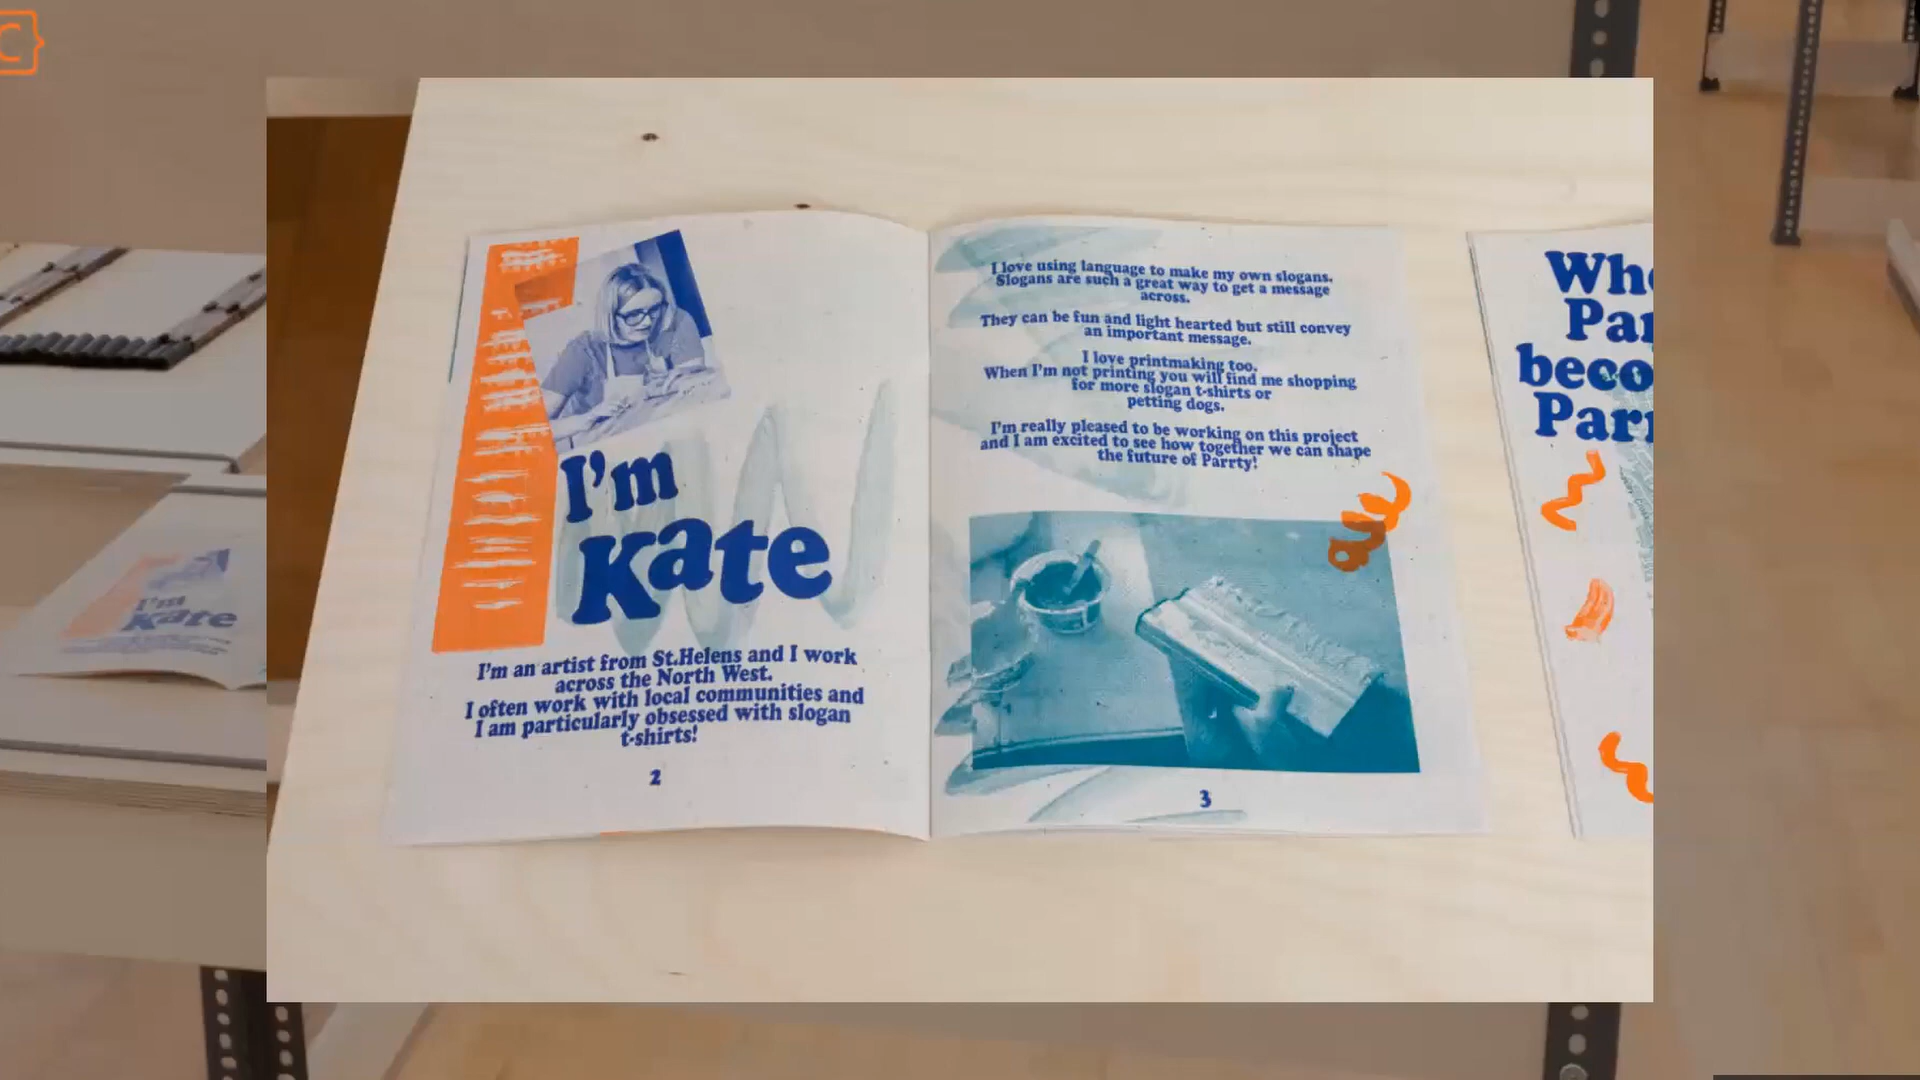 I'm
Kate
I'm an artist from St.Helens and I work
across the North West.
I often work with local communities and
I am particularly obsessed with slogan
t-shirts!
2
I love using language to make my own slogans.
Slogans are such a great way to get a message
across.
They can be fun and light hearted but still convey
an important message.
I love printmaking too.
When I'm not printing you will find me shopping
for more slogan t-shirts or
petting dogs.
I'm really pleased to be working on this project
and I am excited to see how together we can shape
the future of Parrty!
3
I'm
Kate
C